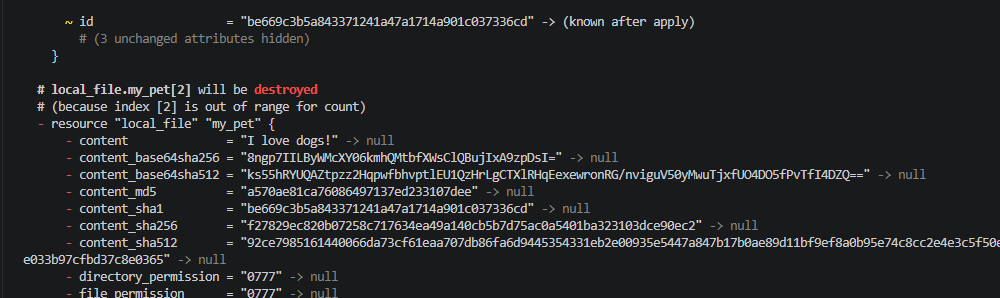 ~ id = "be669c3b5a843371241a47a1714a901c037336cd" -> (known after apply)
# (3 unchanged attributes hidden)
}
# local_file.my_pet[2] will be destroyed
# (because index [2] is out of range for count)
- resource "local_file" "my_pet" {
- content = "I love dogs!" -> null
- content_base64sha256 = "8ngp7IILByWMcXY06kmhQMtbfXWsClQBujIxA9zpDsI=" -> null
- content_base64sha512 = "ks55hRYUQAZtpzz2HqpwfbhvptlEU1QzHrLgCTXlRHqEexewronRG/nviguV50yMwuTjxfUO4DO5fPvTfI4DZQ==" -> null
- content_md5 = "a570ae81ca76086497137ed233107dee" -> null
- content_sha1 = "be669c3b5a843371241a47a1714a901c037336cd" -> null
- content_sha256 = "f27829ec820b07258c717634ea49a140cb5b7d75ac0a5401ba323103dce90ec2" -> null
- content_sha512 = "92ce7985161440066da73cf61eaa707db86fa6d9445354331eb2e00935e5447a847b17b0ae89d11bf9ef8a0b95e74c8cc2e4e3c5f50e
e033b97cfbd37c8e0365" -> null
- directory_permission = "0777" -> null
- file_permission = "0777" -> null